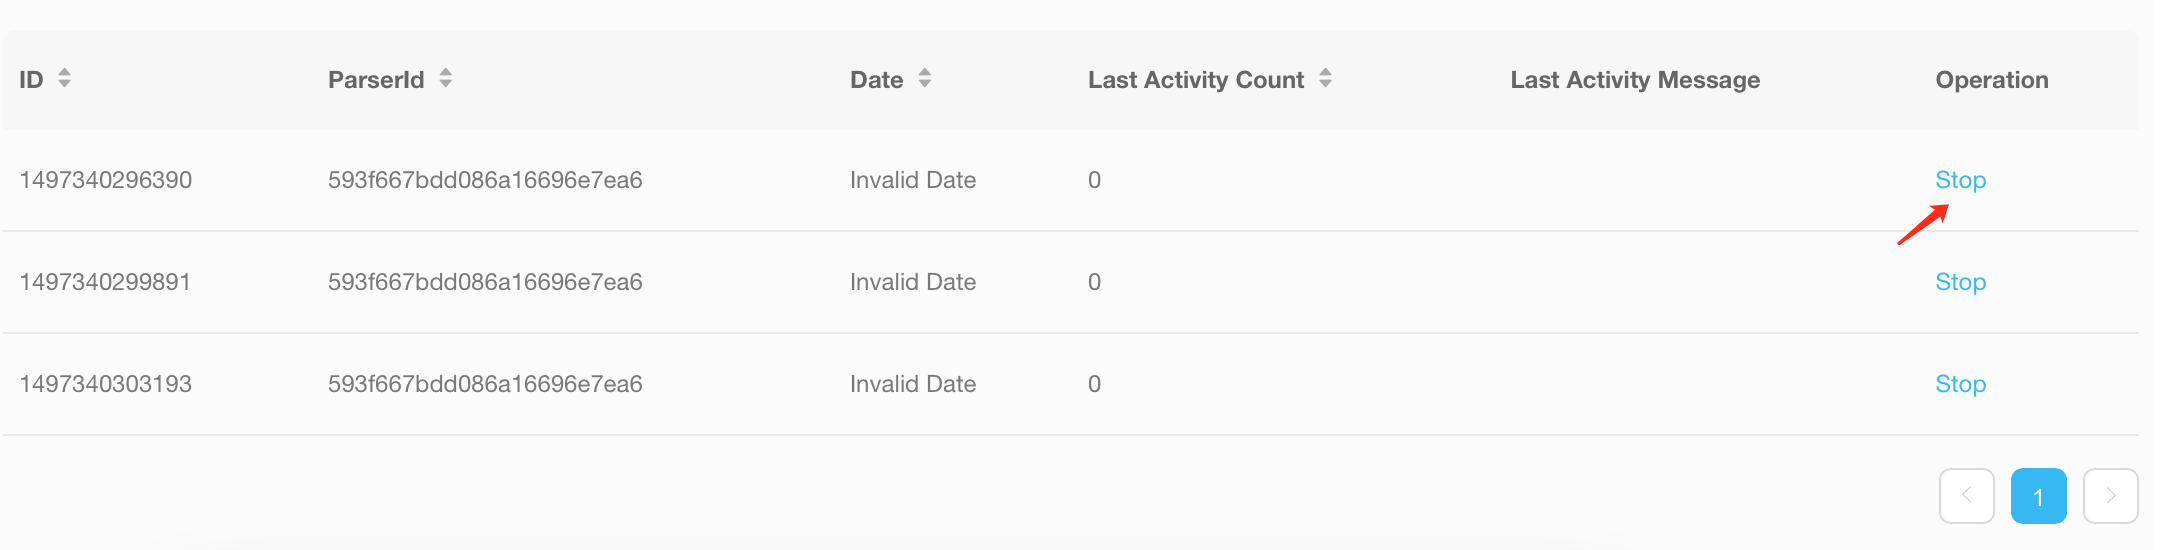 ID ParserId Date Last Activity Count Last Activity Message Operation
1497340296390 593f667bdd086a16696e7ea6 Invalid Date 0 Stop
1497340299891 593f667bdd086a16696e7ea6 Invalid Date 0 Stop
1497340303193 593f667bdd086a16696e7ea6 Invalid Date 0 Stop
1